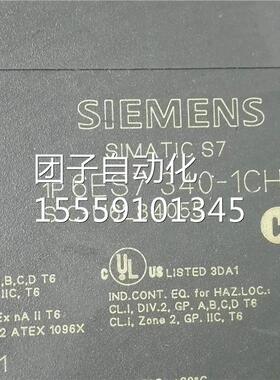 SIEMENS
SIMATIC S7
团子自动化
1P 6ES7 340-1CH
15559101345
,B,C,D T6
IIC, T6
Ex nA II T6
2 ATEX 1096X
C UL US LISTED 3DA1
IND.CONT. EQ. for HAZ.LOC.:
CL.I, DIV.2, GP. A,B,C,D T6
CL.I, Zone 2, GP. IIC, T6